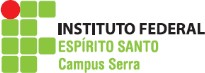 INSTITUTO FEDERAL
ESPÍRITO SANTO
Campus Serra